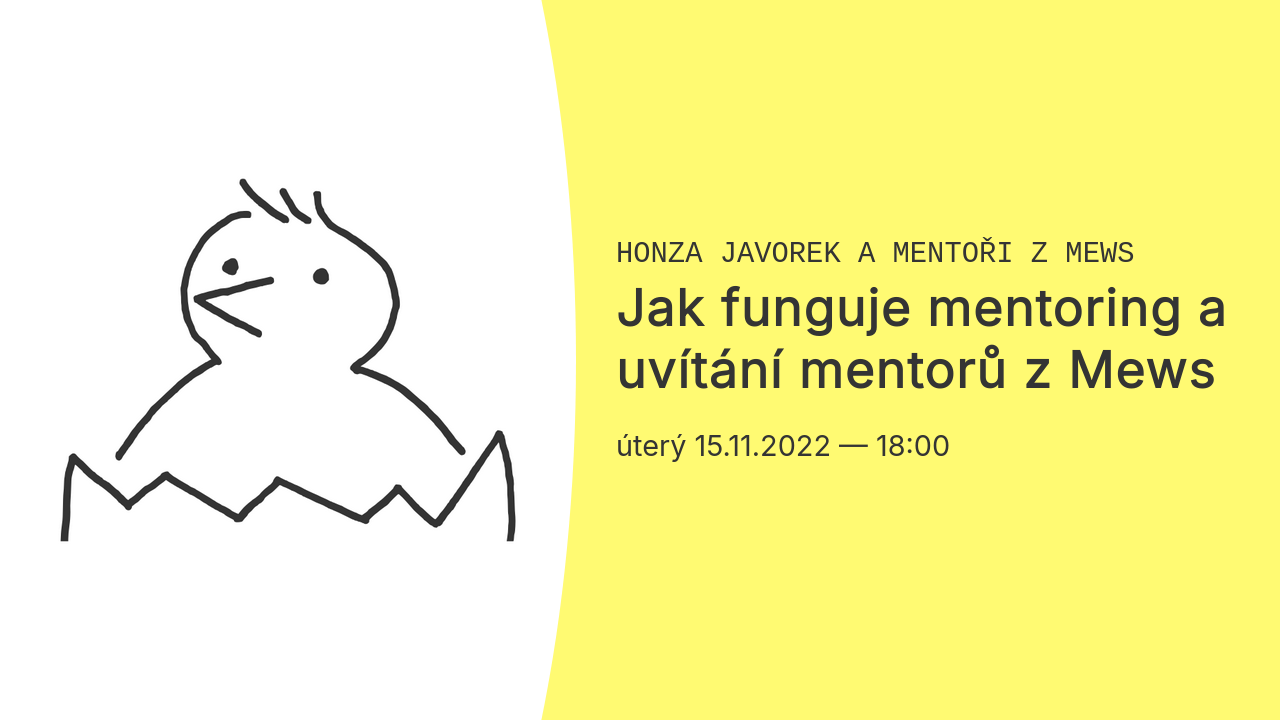 HONZA JAVOREK A MENTOŘI Z MEWS
Jak funguje mentoring a
uvítání mentorů z Mews
úterý 15.11.2022 — 18:00